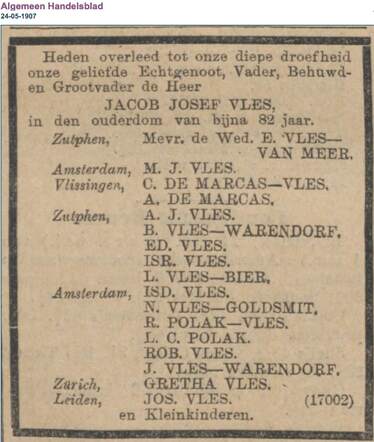 Algemeen Handelsblad
24-05-1907
Heden overleed tot onze diepe droefheid
onze geliefde Echtgenoot, Vader, Behuwd-
en Grootvader de Heer
JACOB JOSEF VLES,
in den ouderdom van bijna 82 jaar.
Zutphen, Mevr. de Wed. E. VLES—
VAN MEER.
Amsterdam, M. J. VLES.
Vlissingen, C. DE MARCAS—VLES.
A. DE MARCAS.
Zutphen, A. J. VLES.
B. VLES—WARENDORF.
ED. VLES.
ISR. VLES.
L. VLES—BIER.
Amsterdam, ISD. VLES.
N. VLES—GOLDSMIT.
R. POLAK—VLES.
L. C. POLAK.
ROB. VLES.
J. VLES—WARENDORF.
Zürich, GRETHA VLES.
Leiden, JOS. VLES. (17002)
en Kleinkinderen.